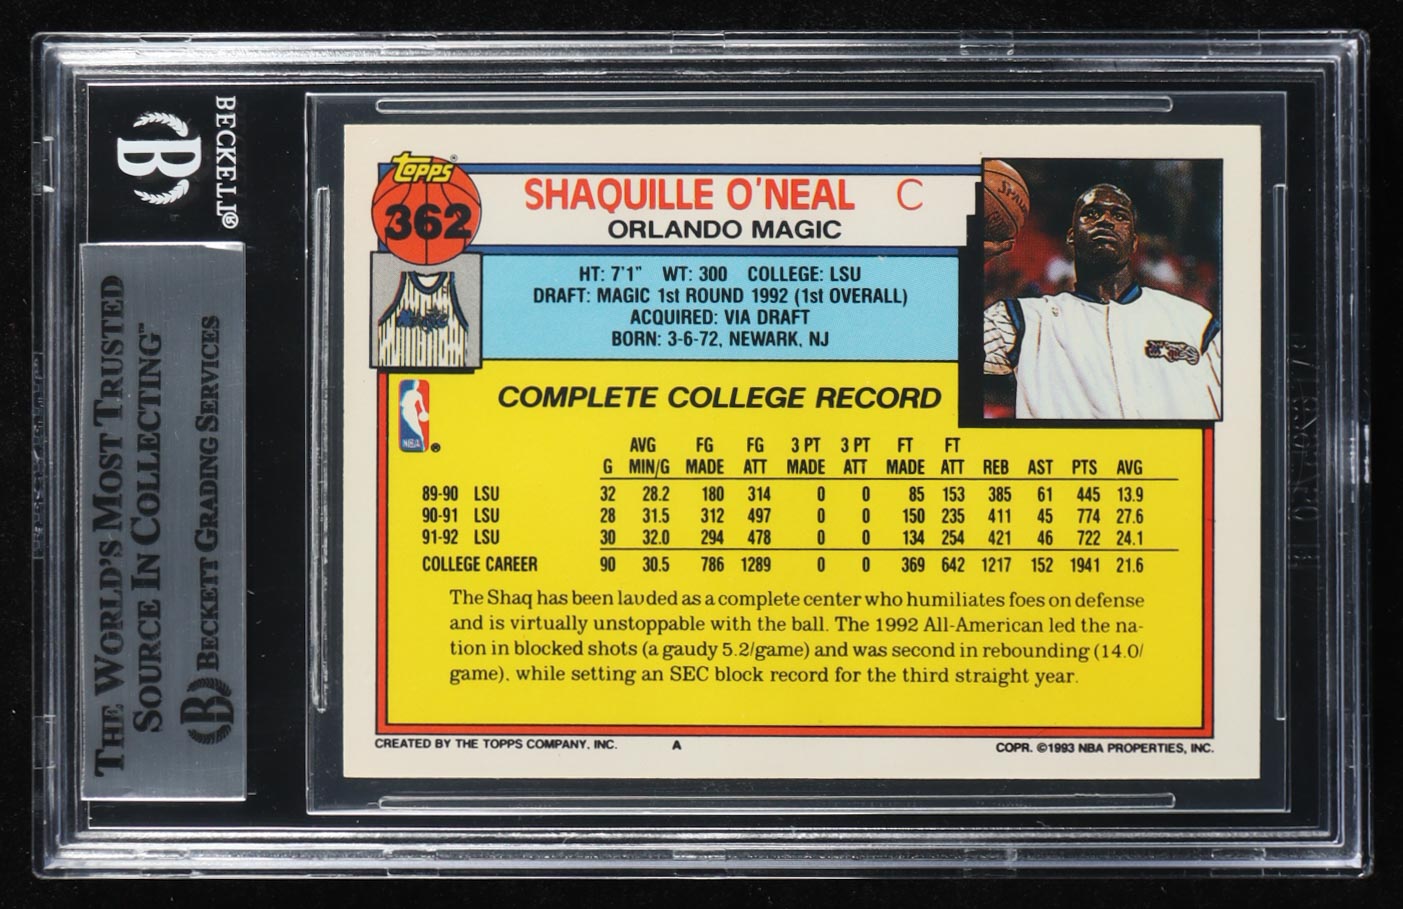 BECKETT®
THE WORLD'S MOST TRUSTED
SOURCE IN COLLECTING™
BECKETT GRADING SERVICES
topps®
362
SHAQUILLE O'NEAL C
ORLANDO MAGIC
HT: 7'1" WT: 300 COLLEGE: LSU
DRAFT: MAGIC 1st ROUND 1992 (1st OVERALL)
ACQUIRED: VIA DRAFT
BORN: 3-6-72, NEWARK, NJ
NBA ®
COMPLETE COLLEGE RECORD
AVG FG FG 3 PT 3 PT FT FT
G MIN/G MADE ATT MADE ATT MADE ATT REB AST PTS AVG
89-90 LSU 32 28.2 180 314 0 0 85 153 385 61 445 13.9
90-91 LSU 28 31.5 312 497 0 0 150 235 411 45 774 27.6
91-92 LSU 30 32.0 294 478 0 0 134 254 421 46 722 24.1
COLLEGE CAREER 90 30.5 786 1289 0 0 369 642 1217 152 1941 21.6
The Shaq has been lauded as a complete center who humiliates foes on defense
and is virtually unstoppable with the ball. The 1992 All-American led the na-
tion in blocked shots (a gaudy 5.2/game) and was second in rebounding (14.0/
game), while setting an SEC block record for the third straight year.
CREATED BY THE TOPPS COMPANY, INC. A COPR. ©1993 NBA PROPERTIES, INC.